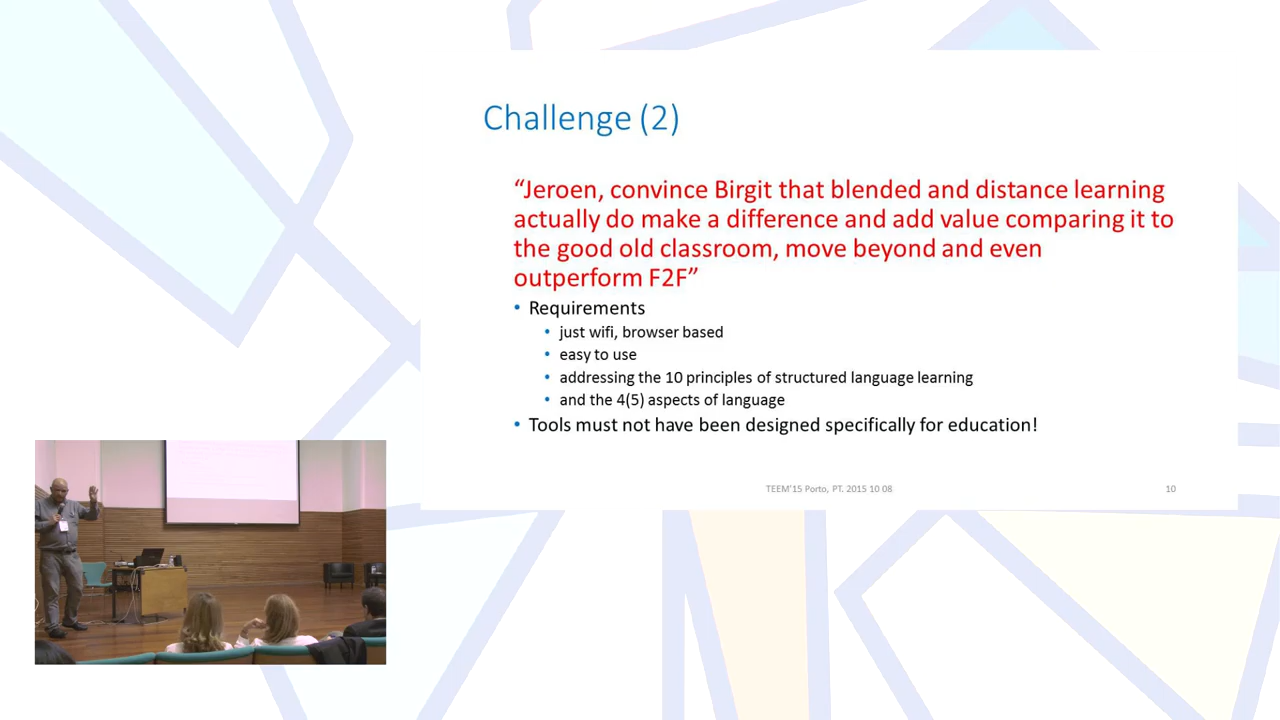 Challenge (2)
“Jeroen, convince Birgit that blended and distance learning
actually do make a difference and add value comparing it to
the good old classroom, move beyond and even
outperform F2F”
• Requirements
• just wifi, browser based
• easy to use
• addressing the 10 principles of structured language learning
• and the 4(5) aspects of language
• Tools must not have been designed specifically for education!
TEEM’15 Porto, PT. 2015 10 08
10